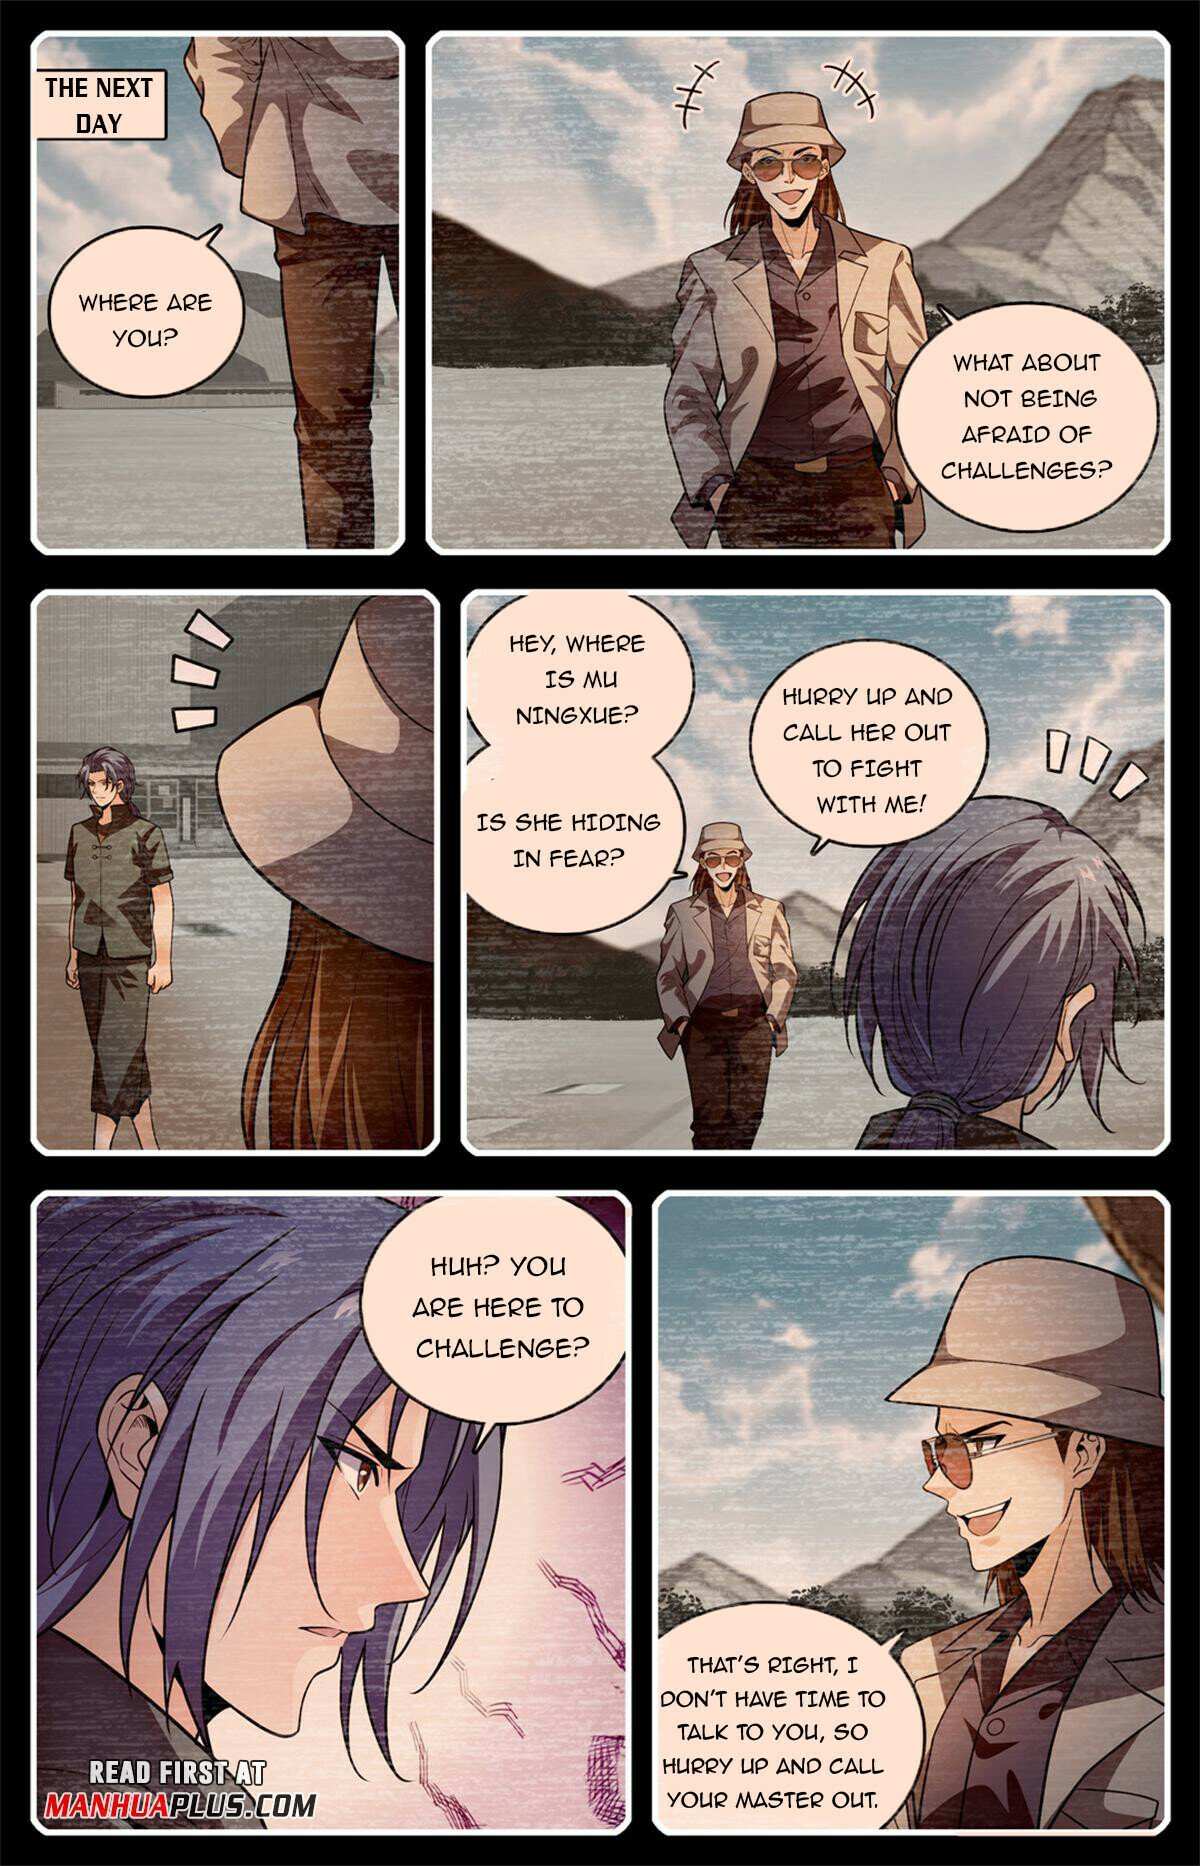 THE NEXT
DAY
WHERE ARE
YOU?
WHAT ABOUT
NOT BEING
AFRAID OF
CHALLENGES?
HEY, WHERE
IS MU
NINGXUE?
IS SHE HIDING
IN FEAR?
HURRY UP AND
CALL HER OUT
TO FIGHT
WITH ME!
HUH? YOU
ARE HERE TO
CHALLENGE?
THAT'S RIGHT, I
DON'T HAVE TIME TO
TALK TO YOU, SO
HURRY UP AND CALL
YOUR MASTER OUT.
READ FIRST AT
MANHUAPLUS.COM